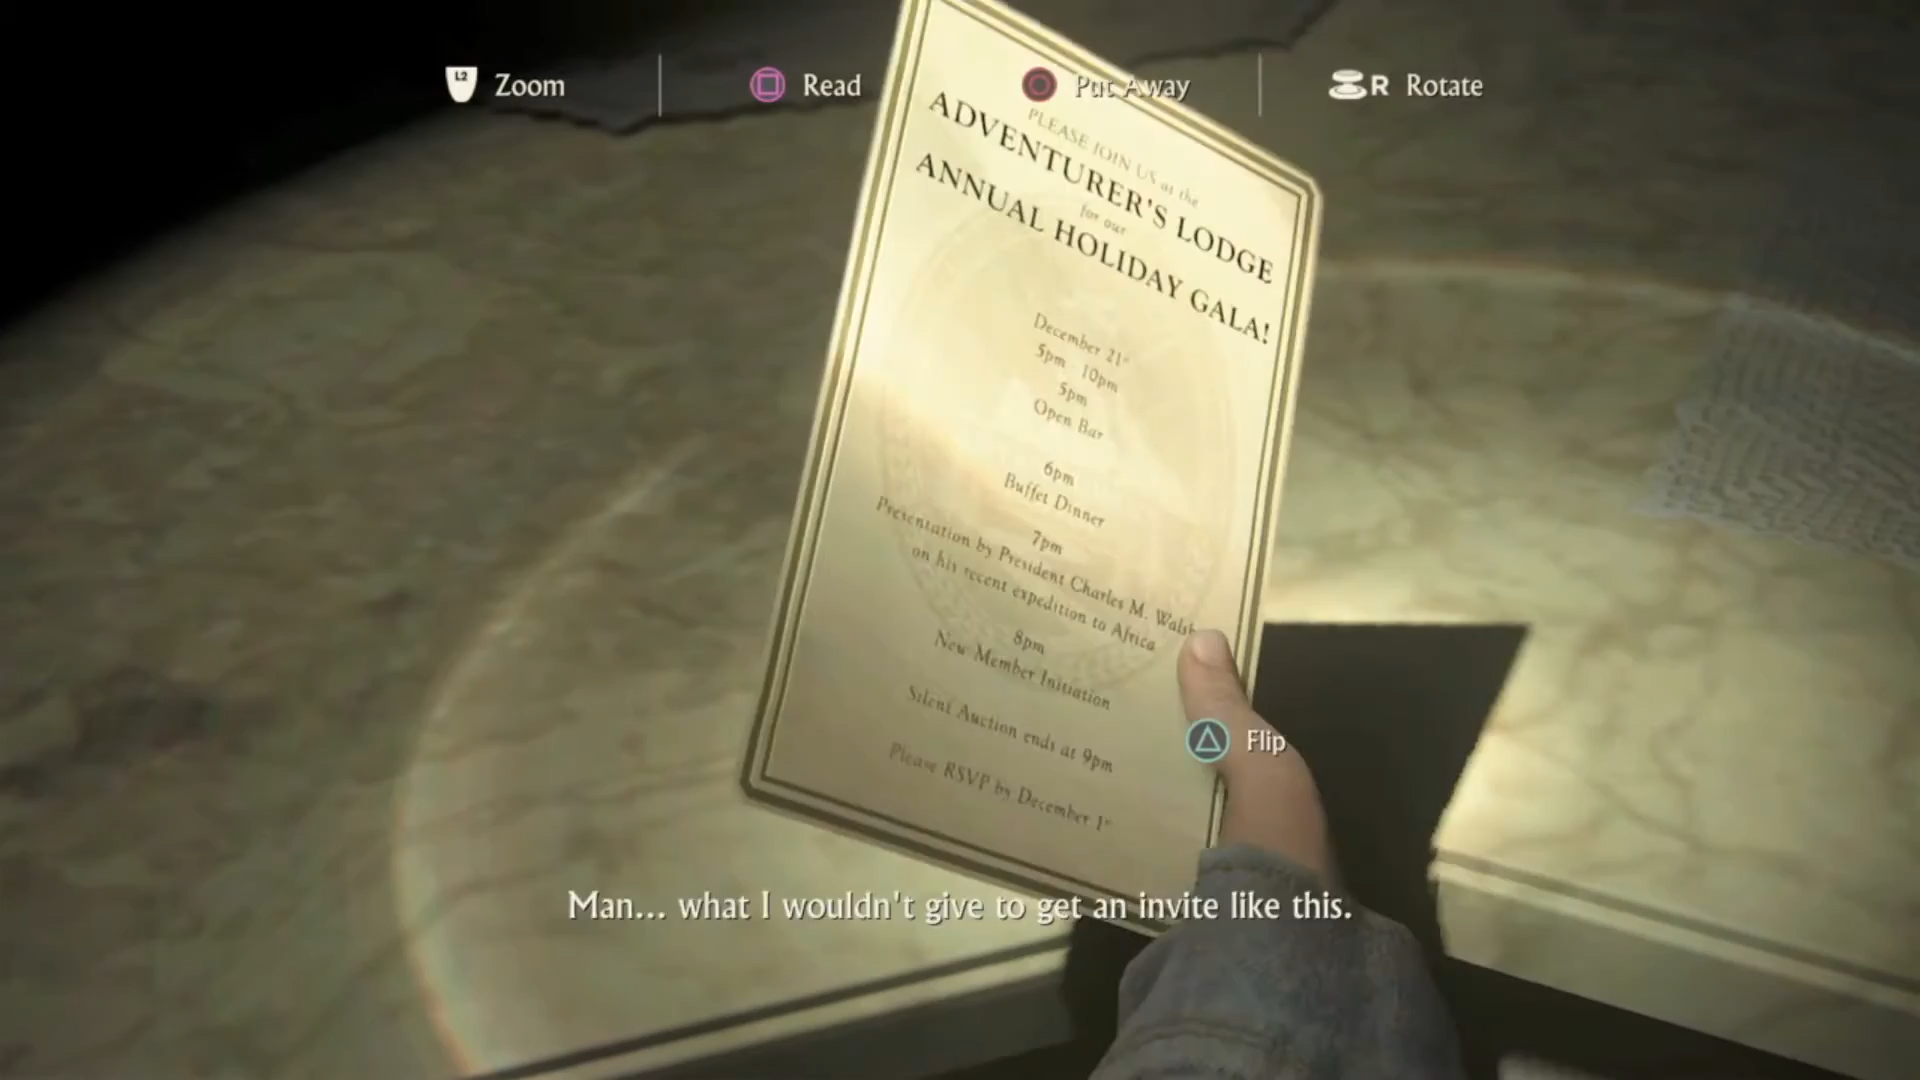 L2 Zoom
Read
Put Away
R Rotate
PLEASE JOIN US at the
ADVENTURER'S LODGE
for our
ANNUAL HOLIDAY GALA!
December 21st
5pm 10pm
5pm
Open Bar
6pm
Buffet Dinner
7pm
Presentation by President Charles M. Walsh
on his recent expedition to Africa
8pm
New Member Initiation
Silent Auction ends at 9pm
Please RSVP by December 1st
Flip
Man... what I wouldn't give to get an invite like this.